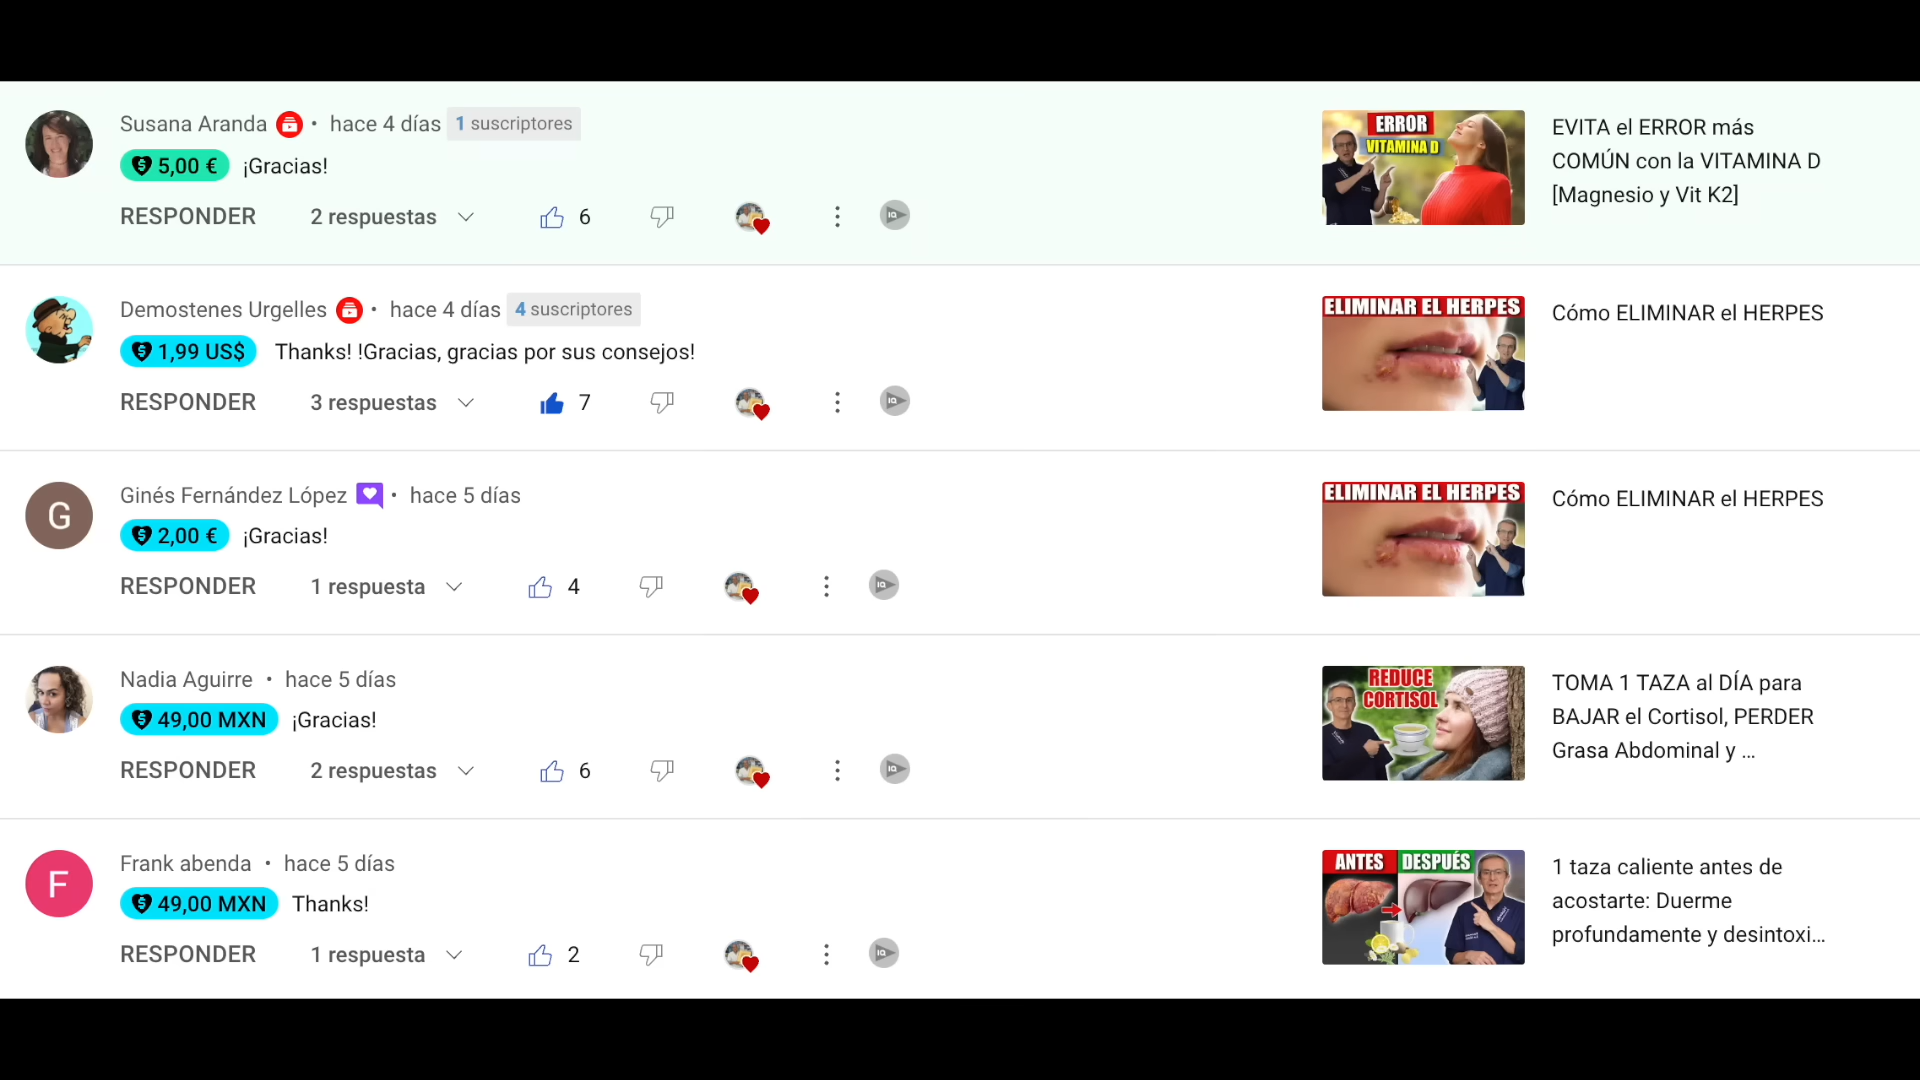 Susana Aranda • hace 4 días 1 suscriptores
5,00 € ¡Gracias!
RESPONDER 2 respuestas 6
ERROR
VITAMINA D
EVITA el ERROR más
COMÚN con la VITAMINA D
[Magnesio y Vit K2]
Demostenes Urgelles • hace 4 días 4 suscriptores
1,99 US$ Thanks! !Gracias, gracias por sus consejos!
RESPONDER 3 respuestas 7
ELIMINAR EL HERPES
Cómo ELIMINAR el HERPES
G
Ginés Fernández López • hace 5 días
2,00 € ¡Gracias!
RESPONDER 1 respuesta 4
ELIMINAR EL HERPES
Cómo ELIMINAR el HERPES
Nadia Aguirre • hace 5 días
49,00 MXN ¡Gracias!
RESPONDER 2 respuestas 6
REDUCE
CORTISOL
TOMA 1 TAZA al DÍA para
BAJAR el Cortisol, PERDER
Grasa Abdominal y ...
F
Frank abenda • hace 5 días
49,00 MXN Thanks!
RESPONDER 1 respuesta 2
ANTES DESPUÉS
1 taza caliente antes de
acostarte: Duerme
profundamente y desintoxi...